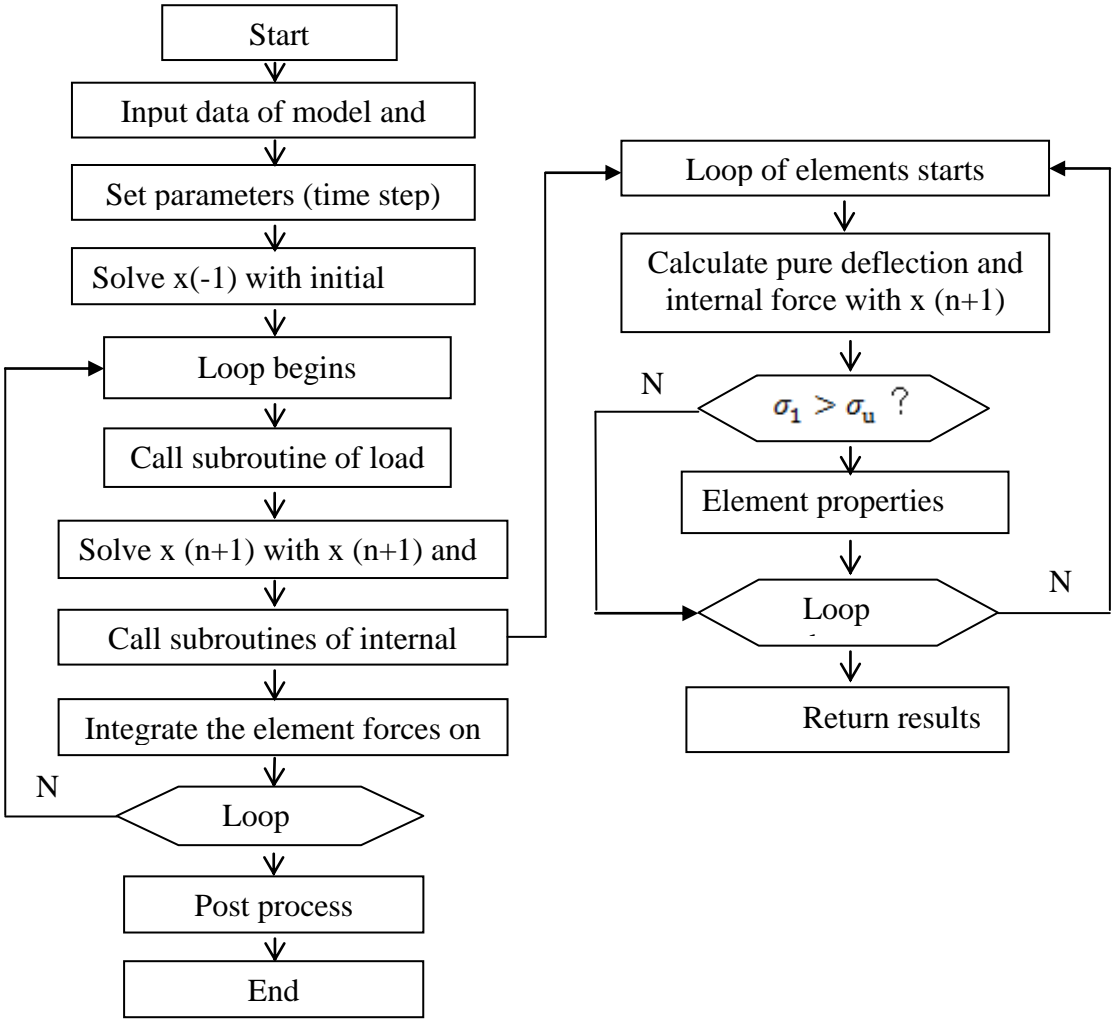 Start
Input data of model and
Set parameters (time step)
Solve x(-1) with initial
Loop begins
Call subroutine of load
Solve x (n+1) with x (n+1) and
Call subroutines of internal
Integrate the element forces on
N
Loop
Post process
End
Loop of elements starts
Calculate pure deflection and
internal force with x (n+1)
N
σ₁ > σᵤ ?
Element properties
N
Loop
Return results